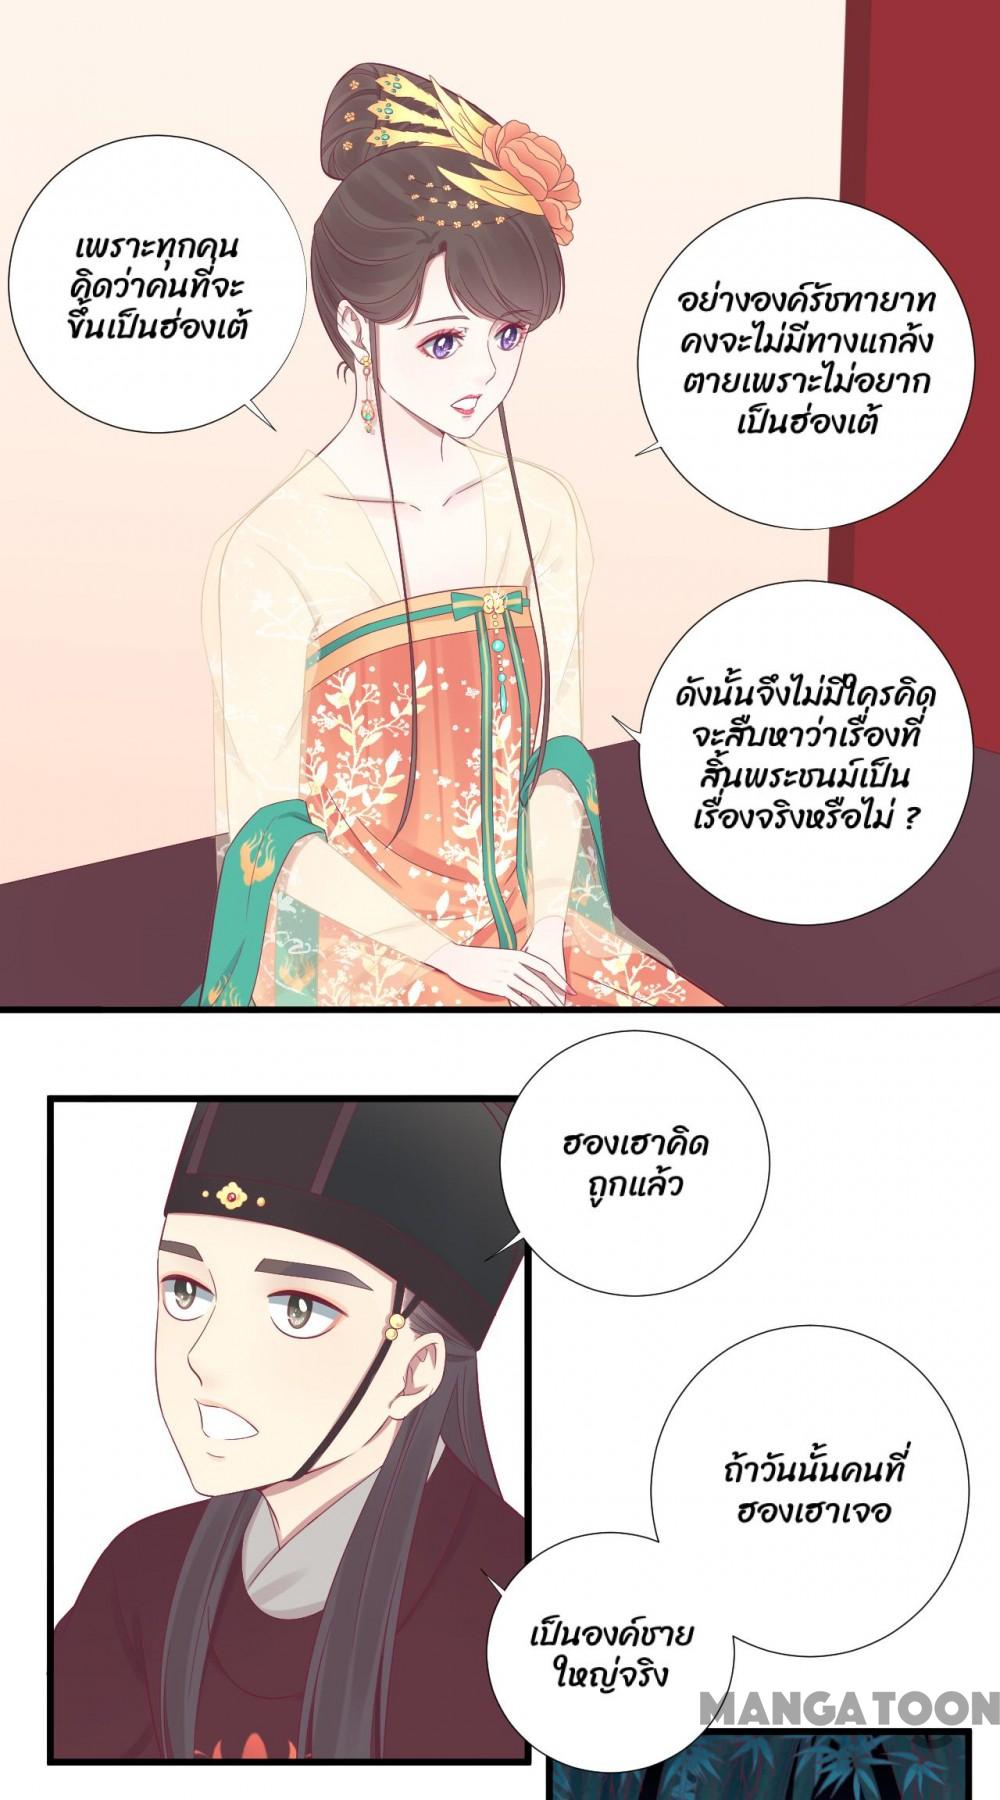 เพราะทุกคน
คิดว่าคนที่จะ
ขึ้นเป็นฮ่องเต้
อย่างองค์รัชทายาท
คงจะไม่มีทางแกล้ง
ตายเพราะไม่อยาก
เป็นฮ่องเต้
ดังนั้นจึงไม่มีใครคิด
จะสืบหาว่าเรื่องที่
สิ้นพระชนม์เป็น
เรื่องจริงหรือไม่ ?
ฮองเฮาคิด
ถูกแล้ว
ถ้าวันนั้นคนที่
ฮองเฮาเจอ
เป็นองค์ชาย
ใหญ่จริง
MANGATOON